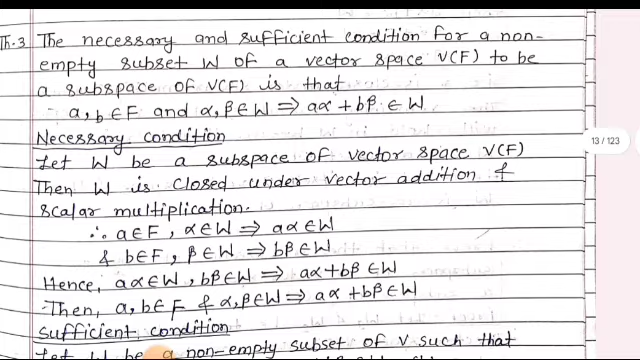 Th.3 The necessary and sufficient condition for a non-
empty subset W of a vector space V(F) to be
a subspace of V(F) is that
a, b ∈ F and α, β ∈ W ⟹ aα + bβ ∈ W
Necessary condition
Let W be a subspace of vector space V(F)
Then W is closed under vector addition &
scalar multiplication.
∴ a ∈ F, α ∈ W ⟹ aα ∈ W
& b ∈ F, β ∈ W ⟹ bβ ∈ W
Hence, aα ∈ W, bβ ∈ W ⟹ aα + bβ ∈ W
Then, a, b ∈ F & α, β ∈ W ⟹ aα + bβ ∈ W
Sufficient condition
Let W be a non-empty subset of V such that
13 / 123